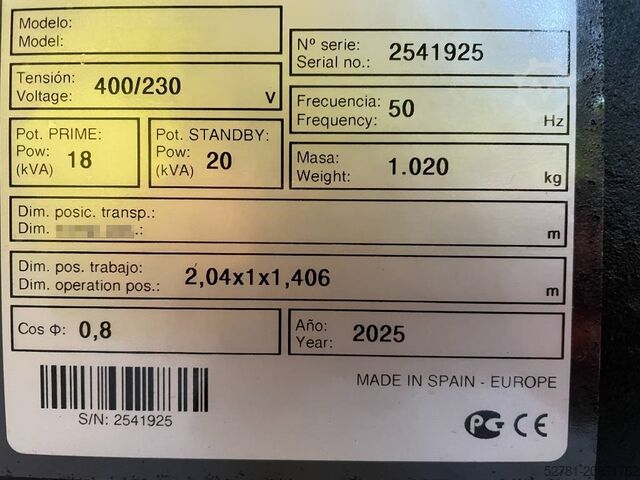 Modelo:
Model:
Nº serie:
Serial no.: 2541925
Tensión:
Voltage: 400/230 V
Frecuencia:
Frequency: 50 Hz
Pot. PRIME:
Pow: 18
(kVA)
Pot. STANDBY:
Pow: 20
(kVA)
Masa:
Weight: 1.020 kg
Dim. posic. transp.:
Dim. .: m
Dim. pos. trabajo:
Dim. operation pos.: 2,04x1x1,406 m
Cos Φ: 0,8
Año:
Year: 2025
S/N: 2541925
MADE IN SPAIN - EUROPE
PG CE